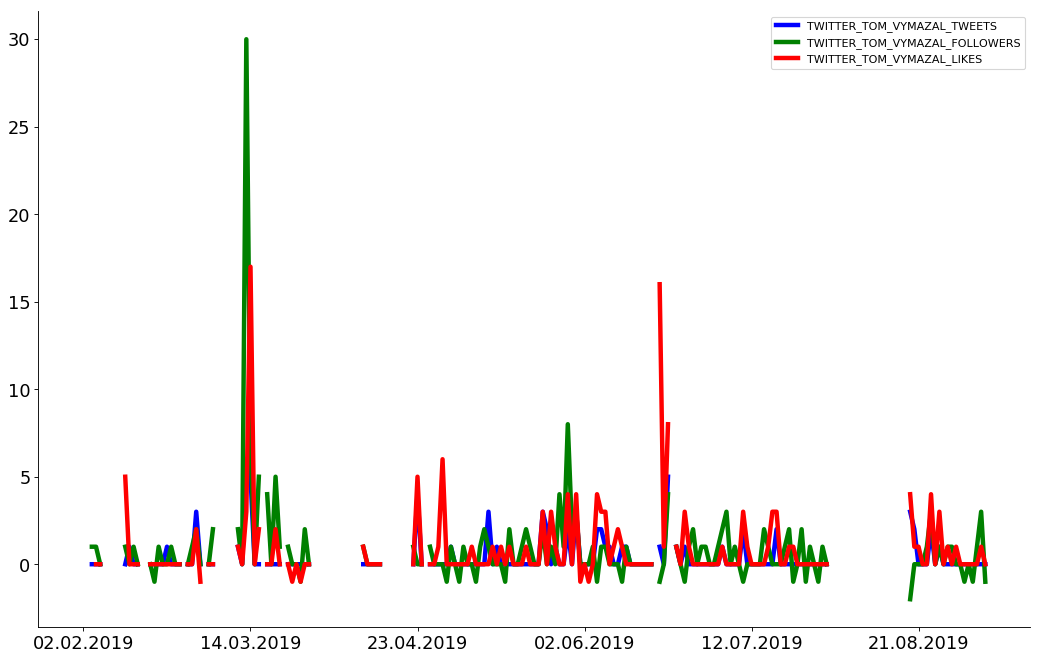 TWITTER_TOM_VYMAZAL_TWEETS
TWITTER_TOM_VYMAZAL_FOLLOWERS
TWITTER_TOM_VYMAZAL_LIKES
30
25
20
15
10
5
0
02.02.2019 14.03.2019 23.04.2019 02.06.2019 12.07.2019 21.08.2019